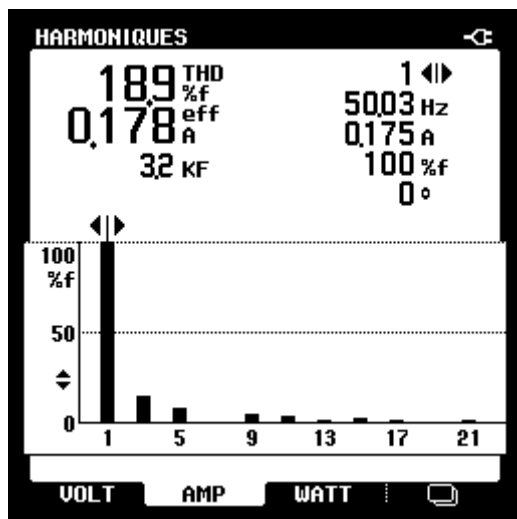 HARMONIQUES
18,9 THD %f
0,178 eff A
3,2 KF
1
50,03 Hz
0,175 A
100 %f
0 °
100
%f
50
0
1 5 9 13 17 21
VOLT AMP WATT